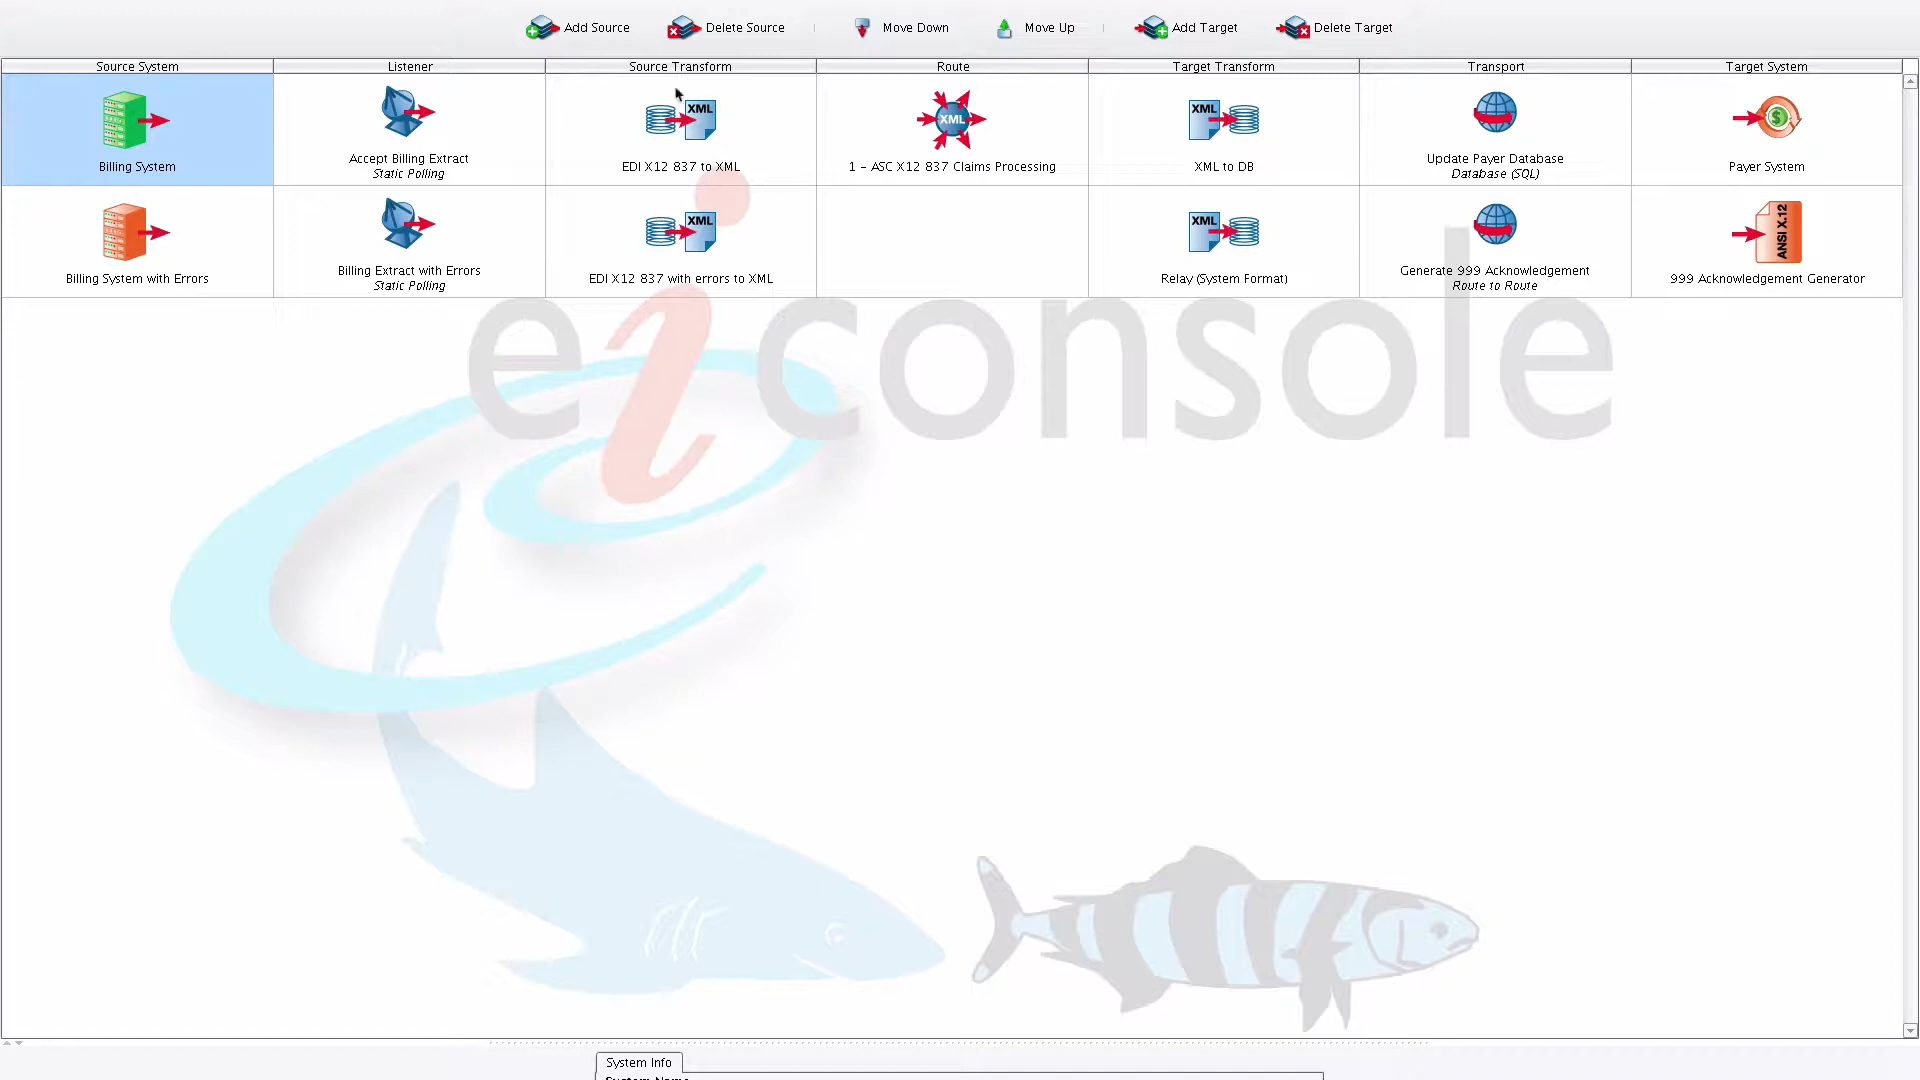 Add Source Delete Source Move Down Move Up Add Target Delete Target
Source System Listener Source Transform Route Target Transform Transport Target System
XML XML XML $
Billing System
Accept Billing Extract
Static Polling
EDI X12 837 to XML
1 - ASC X12 837 Claims Processing
XML to DB
Update Payer Database
Database (SQL)
Payer System
XML XML ANSI X.12
Billing System with Errors
Billing Extract with Errors
Static Polling
EDI X12 837 with errors to XML
Relay (System Format)
Generate 999 Acknowledgement
Route to Route
999 Acknowledgement Generator
eiconsole
System Info
System Name